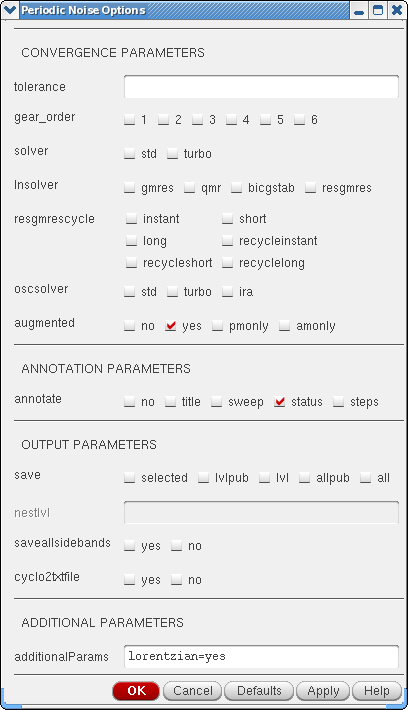 Periodic Noise Options
CONVERGENCE PARAMETERS
tolerance
gear_order 1 2 3 4 5 6
solver std turbo
lnsolver gmres qmr bicgstab resgmres
resgmrescycle instant short
long recycleinstant
recycleshort recyclelong
oscsolver std turbo ira
augmented no yes pmonly amonly
ANNOTATION PARAMETERS
annotate no title sweep status steps
OUTPUT PARAMETERS
save selected lvlpub lvl allpub all
nestlvl
saveallsidebands yes no
cyclo2txtfile yes no
ADDITIONAL PARAMETERS
additionalParams lorentzian=yes
OK Cancel Defaults Apply Help